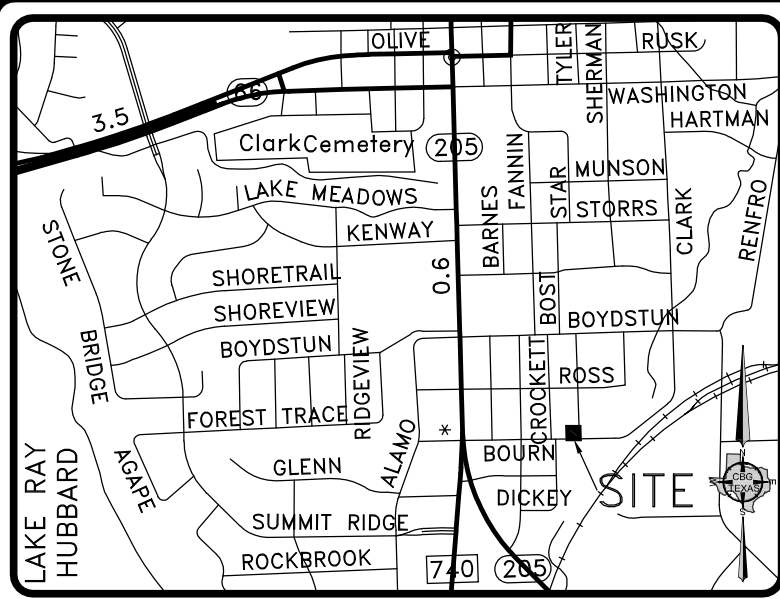 OLIVE
TYLER
SHERMAN
RUSK
66
WASHINGTON
HARTMAN
3.5
ClarkCemetery
205
FANNIN
STAR
MUNSON
LAKE MEADOWS
BARNES
STORRS
CLARK
RENFRO
STONE
KENWAY
0.6
SHORETRAIL
SHOREVIEW
BOST
BOYDSTUN
BRIDGE
BOYDSTUN
RIDGEVIEW
CROCKETT
ROSS
FOREST TRACE
ALAMO
*
BOURN
AGAPE
GLENN
DICKEY
SITE
N
CBG
TEXAS
S
LAKE RAY
HUBBARD
SUMMIT RIDGE
ROCKBROOK
740
205